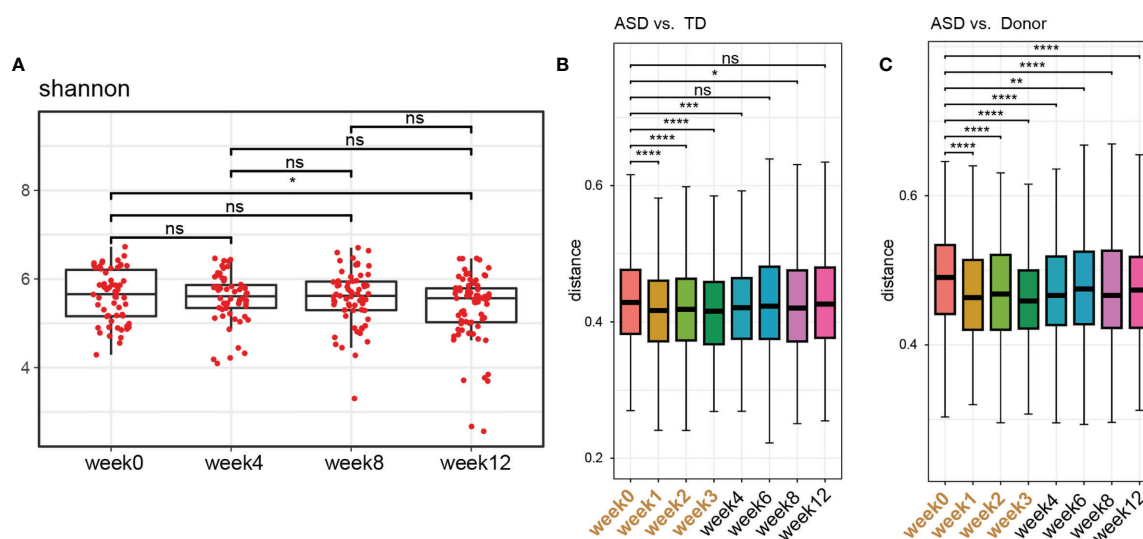 A
shannon
ns
ns
ns
*
ns
ns
8
6
4
week0 week4 week8 week12
B
ASD vs. TD
ns
*
ns
***
****
****
****
distance
0.6
0.4
0.2
week0 week1 week2 week3 week4 week6 week8 week12
C
ASD vs. Donor
****
****
**
****
****
****
****
distance
0.6
0.4
week0 week1 week2 week3 week4 week6 week8 week12